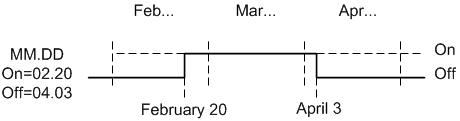 Feb... Mar... Apr...
MM.DD
On=02.20
Off=04.03
On
Off
February 20 April 3